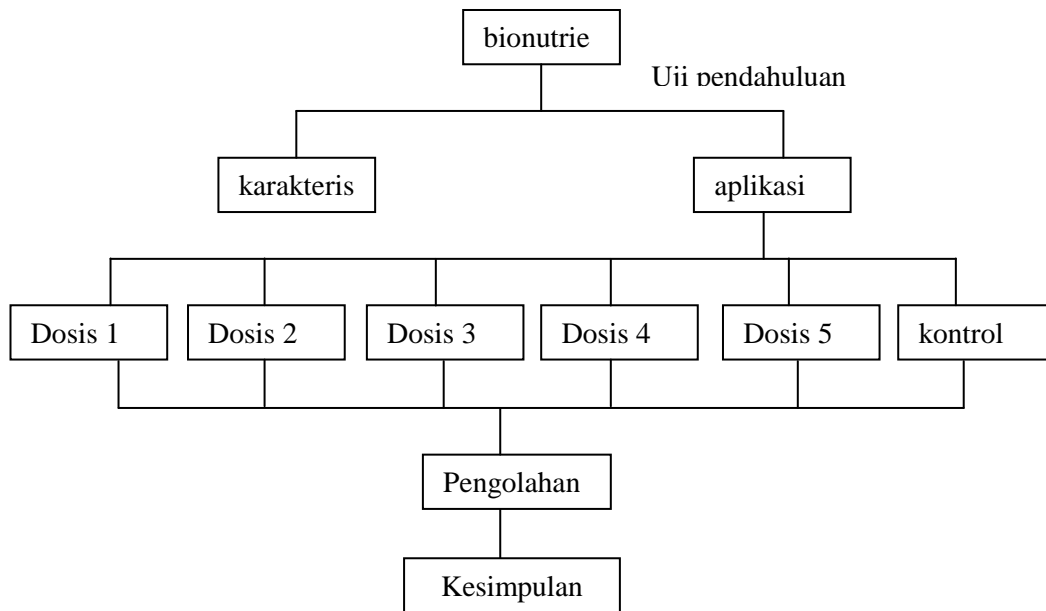 bionutrie
Uji pendahuluan
karakteris
aplikasi
Dosis 1
Dosis 2
Dosis 3
Dosis 4
Dosis 5
kontrol
Pengolahan
Kesimpulan